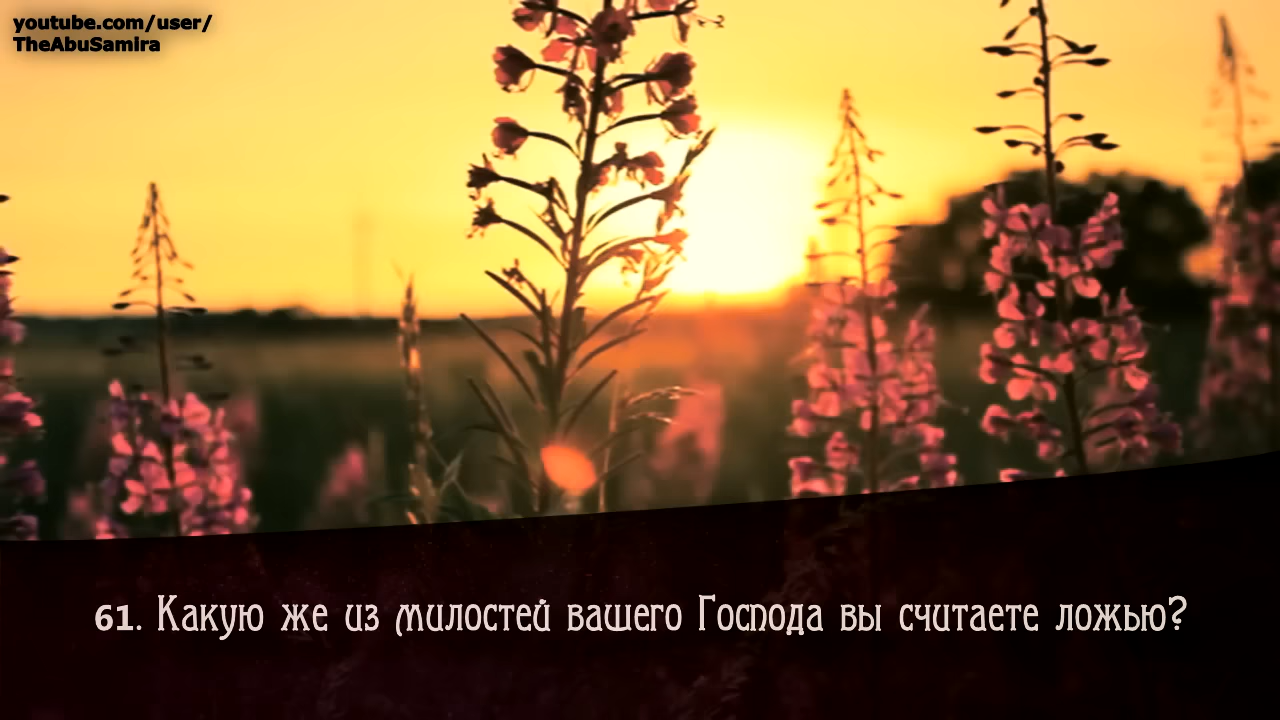 youtube.com/user/
TheAbuSamira
61. Какую же из милостей вашего Господа вы считаете ложью?